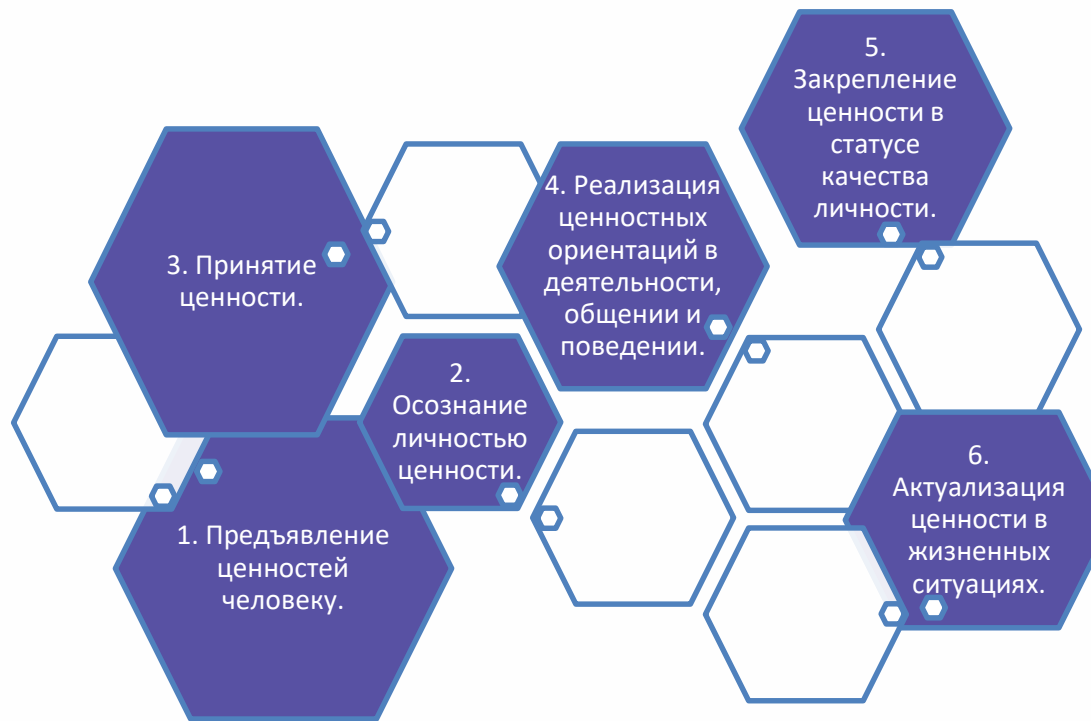 1. Предъявление
ценностей
человеку.
2.
Осознание
личностью
ценности.
3. Принятие
ценности.
4. Реализация
ценностных
ориентаций в
деятельности,
общении и
поведении.
5.
Закрепление
ценности в
статусе
качества
личности.
6.
Актуализация
ценности в
жизненных
ситуациях.